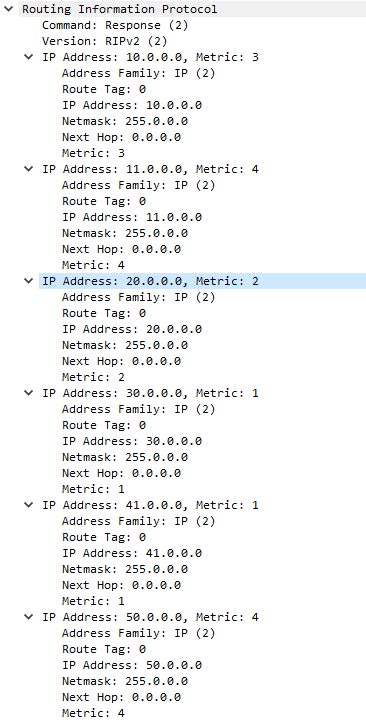 Routing Information Protocol
Command: Response (2)
Version: RIPv2 (2)
IP Address: 10.0.0.0, Metric: 3
Address Family: IP (2)
Route Tag: 0
IP Address: 10.0.0.0
Netmask: 255.0.0.0
Next Hop: 0.0.0.0
Metric: 3
IP Address: 11.0.0.0, Metric: 4
Address Family: IP (2)
Route Tag: 0
IP Address: 11.0.0.0
Netmask: 255.0.0.0
Next Hop: 0.0.0.0
Metric: 4
IP Address: 20.0.0.0, Metric: 2
Address Family: IP (2)
Route Tag: 0
IP Address: 20.0.0.0
Netmask: 255.0.0.0
Next Hop: 0.0.0.0
Metric: 2
IP Address: 30.0.0.0, Metric: 1
Address Family: IP (2)
Route Tag: 0
IP Address: 30.0.0.0
Netmask: 255.0.0.0
Next Hop: 0.0.0.0
Metric: 1
IP Address: 41.0.0.0, Metric: 1
Address Family: IP (2)
Route Tag: 0
IP Address: 41.0.0.0
Netmask: 255.0.0.0
Next Hop: 0.0.0.0
Metric: 1
IP Address: 50.0.0.0, Metric: 4
Address Family: IP (2)
Route Tag: 0
IP Address: 50.0.0.0
Netmask: 255.0.0.0
Next Hop: 0.0.0.0
Metric: 4